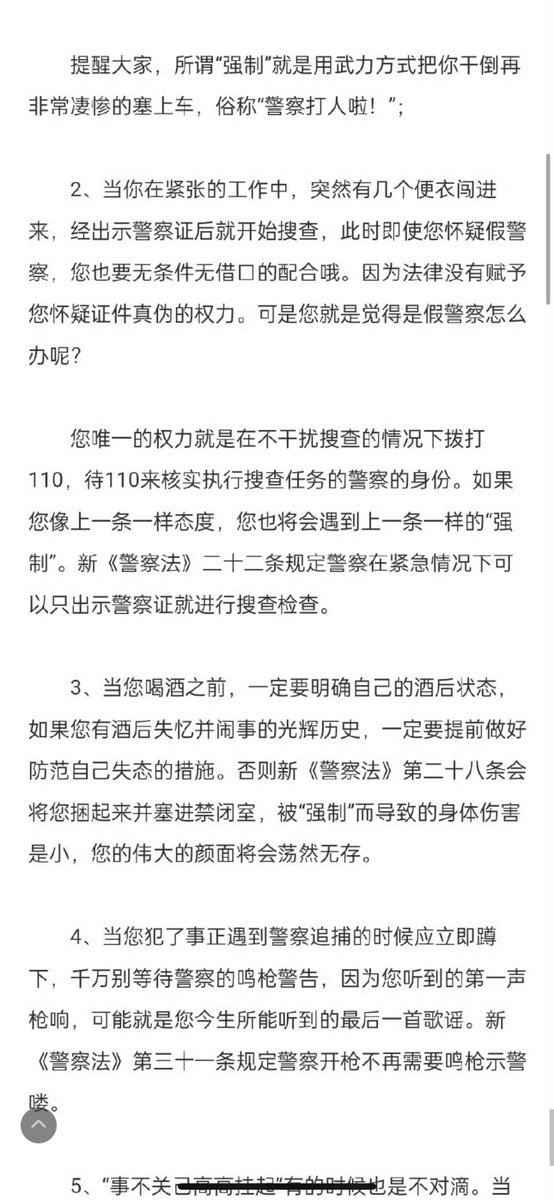 提醒大家，所谓“强制”就是用武力方式把你干倒再
非常凄惨的塞上车，俗称“警察打人啦！”；
2、当你在紧张的工作中，突然有几个便衣闯进
来，经出示警察证后就开始搜查，此时即使您怀疑假警
察，您也要无条件无借口的配合哦。因为法律没有赋予
您怀疑证件真伪的权力。可是您就是觉得是假警察怎么
办呢？
您唯一的权力就是在不干扰搜查的情况下拨打
110，待110来核实执行搜查任务的警察的身份。如果
您像上一条一样态度，您也将会遇到上一条一样的“强
制”。新《警察法》二十二条规定警察在紧急情况下可
以只出示警察证就进行搜查检查。
3、当您喝酒之前，一定要明确自己的酒后状态，
如果您有酒后失忆并闹事的光辉历史，一定要提前做好
防范自己失态的措施。否则新《警察法》第二十八条会
将您捆起来并塞进禁闭室，被“强制”而导致的身体伤害
是小，您的伟大的颜面将会荡然无存。
4、当您犯了事正遇到警察追捕的时候应立即蹲
下，千万别等待警察的鸣枪警告，因为您听到的第一声
枪响，可能就是您今生所能听到的最后一首歌谣。新
《警察法》第三十一条规定警察开枪不再需要鸣枪示警
喽。
5、“事不关己高高挂起”有的时候也是不对滴。当